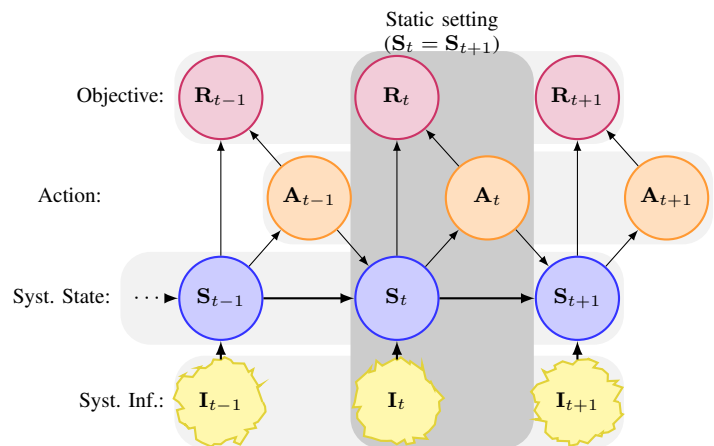 Static setting
(S_t = S_{t+1})
Objective: R_{t−1} R_t R_{t+1}
Action: A_{t−1} A_t A_{t+1}
Syst. State: ⋯ S_{t−1} S_t S_{t+1}
Syst. Inf.: I_{t−1} I_t I_{t+1}